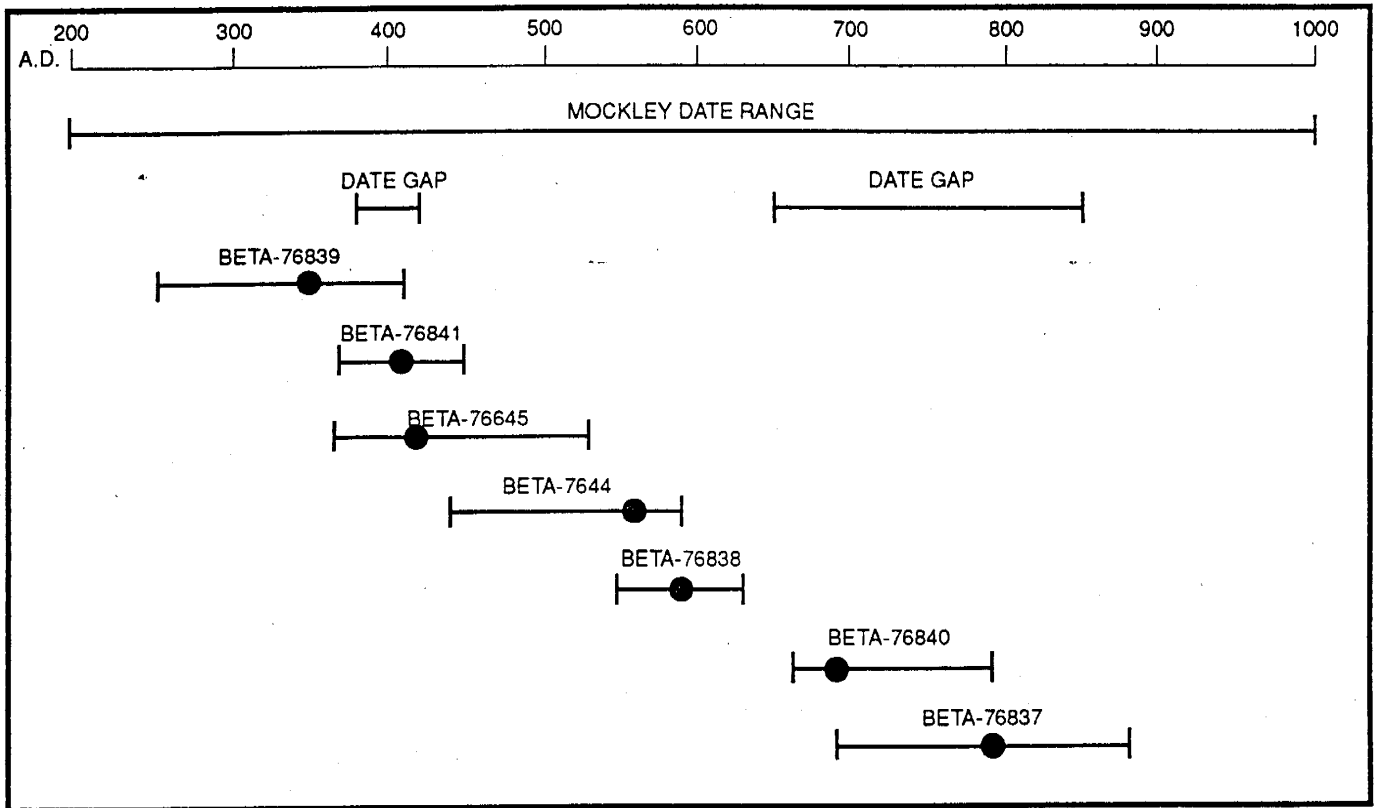 200 300 400 500 600 700 800 900 1000
A.D.
MOCKLEY DATE RANGE
DATE GAP DATE GAP
BETA-76839
BETA-76841
BETA-76645
BETA-7644
BETA-76838
BETA-76840
BETA-76837